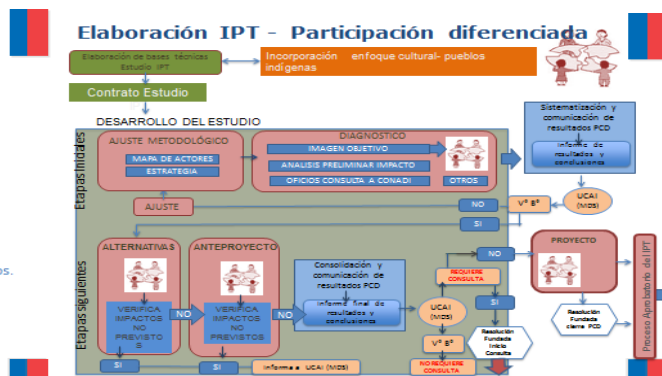 Elaboración IPT - Participación diferenciada
Elaboración de bases técnicas
Estudio IPT
Incorporación enfoque cultural- pueblos
indígenas
Contrato Estudio
DESARROLLO DEL ESTUDIO
Etapas Iniciales
AJUSTE METODOLÓGICO
MAPA DE ACTORES
ESTRATEGIA
DIAGNOSTICO
IMAGEN OBJETIVO
ANALISIS PRELIMINAR IMPACTO
OFICIOS CONSULTA A CONADI
OTROS
Sistematización y
comunicación de
resultados PCD
Informe de
resultados y
conclusiones
UCAI
(MDS)
Vº Bº
NO
AJUSTE
SI
os.
Etapas siguientes
ALTERNATIVAS
VERIFICA
IMPACTOS
NO
PREVISTO
S
NO
SI
ANTEPROYECTO
VERIFICA
IMPACTOS
NO
PREVISTOS
NO
SI
Informe a UCAI (MDS)
Consolidación y
comunicación de
resultados PCD
Informe final de
resultados y
conclusiones
UCAI
(MDS)
Vº Bº
REQUIERE
CONSULTA
NO REQUIERE
CONSULTA
NO
SI
Resolución
Fundada
Inicio
Consulta
PROYECTO
Resolución
Fundada
cierre PCD
Proceso Aprobatorio del IPT